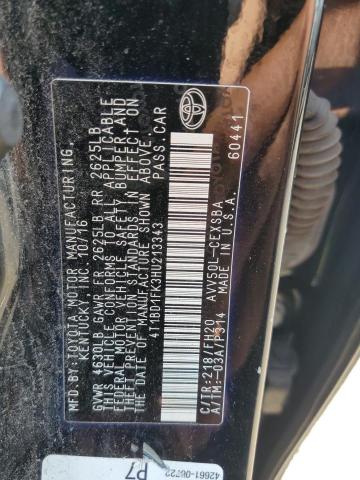 MFD.BY:TOYOTA MOTOR MANUFACTURING,
KENTUCKY, INC. 10/16
GVWR 4630LB GAWR FR 2625LB RR 2625LB
THIS VEHICLE CONFORMS TO ALL APPLICABLE
FEDERAL MOTOR VEHICLE SAFETY BUMPER AND
THEFT PREVENTION STANDARDS IN EFFECT ON
THE DATE OF MANUFACTURE SHOWN ABOVE.
4T1BD1FK3HU213343 PASS.CAR
60441
C/TR:218/FH20 AVV50L-CEXSBA
A/TM:-03A/P314 MADE IN U.S.A.
42661-06722
P7